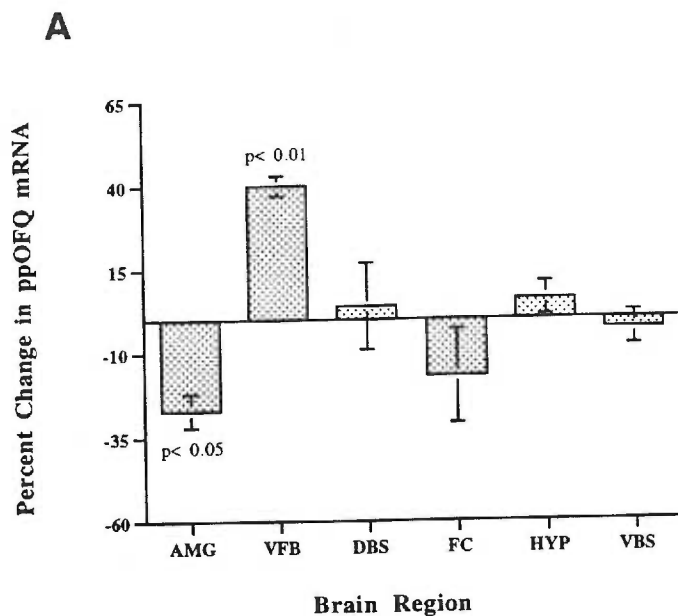 A
Percent Change in ppOFQ mRNA
65
40
15
-10
-35
-60
p< 0.01
p< 0.05
AMG VFB DBS FC HYP VBS
Brain Region